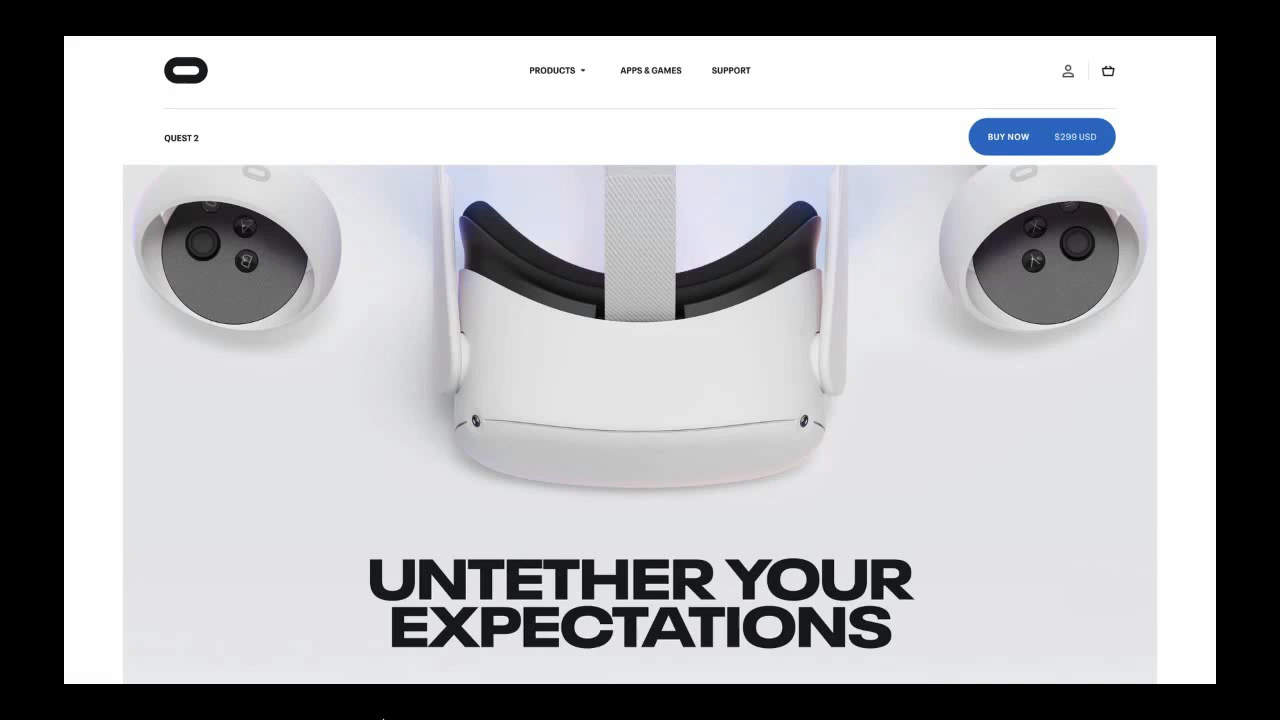 PRODUCTS
APPS & GAMES
SUPPORT
QUEST 2
BUY NOW
$299 USD
A
B
X
Y
UNTETHER YOUR
EXPECTATIONS